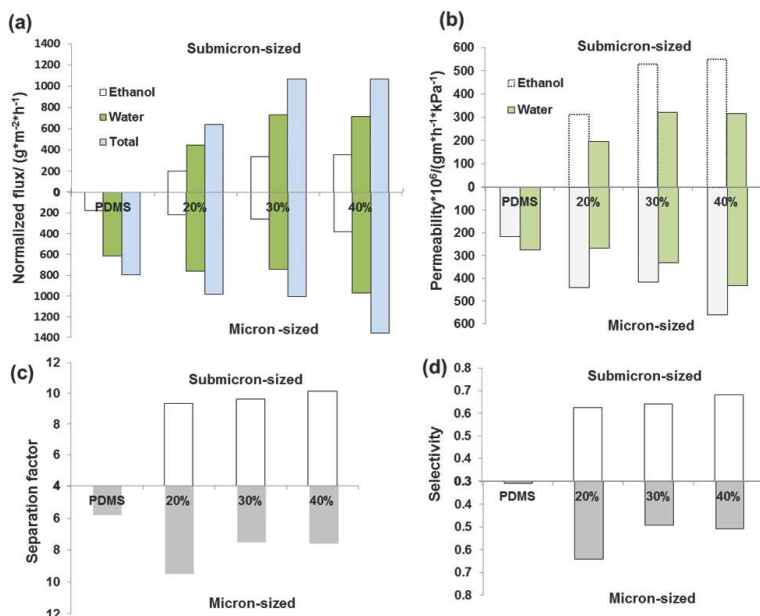 (a)
Submicron-sized
Normalized flux/ (g*m⁻²*h⁻¹)
1400
1200
1000
800
600
400
200
0
200
400
600
800
1000
1200
1400
Ethanol
Water
Total
PDMS 20% 30% 40%
Micron -sized
(b)
Submicron-sized
Permeability*10⁶/(gm*h⁻¹*kPa⁻¹)
600
500
400
300
200
100
0
100
200
300
400
500
600
Ethanol
Water
PDMS 20% 30% 40%
Micron-sized
(c)
Submicron-sized
Separation factor
12
10
8
6
4
6
8
10
12
PDMS 20% 30% 40%
Micron-sized
(d)
Submicron-sized
Selectivity
0.8
0.7
0.6
0.5
0.4
0.3
0.4
0.5
0.6
0.7
0.8
PDMS 20% 30% 40%
Micron-sized